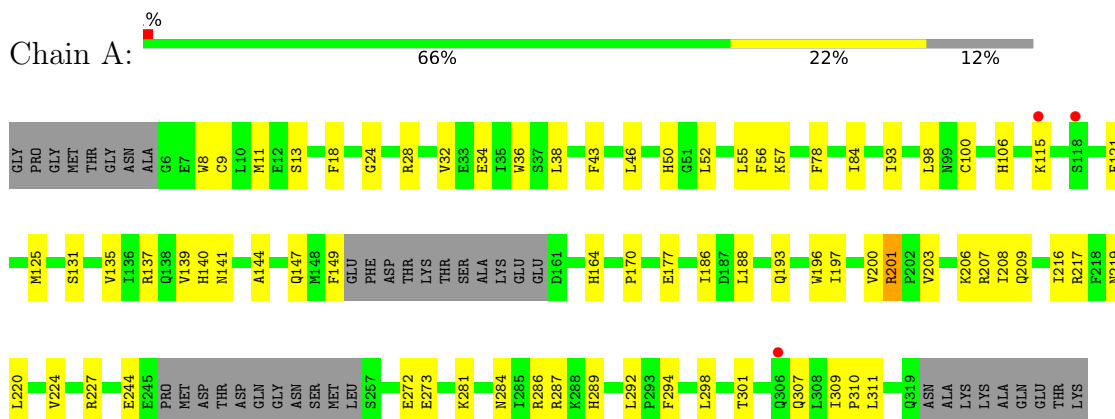 .%
Chain A:
66% 22% 12%
GLY PRO GLY MET THR GLY ASN ALA G6 E7 W8 C9 L10 M11 E12 S13 F18 G24 R28 V32 E33 E34 I35 W36 S37 L38 F43 L46 H50 G51 L52 L55 F56 K57 F78 I84 I93 L98 N99 C100 H106 K115 S118
M125 S131 V135 I136 R137 Q138 V139 H140 N141 A144 Q147 M148 F149 GLU PHE ASP THR LYS THR SER ALA LYS GLU GLU D161 H164 P170 E177 I186 D187 L188 Q193 W196 I197 V200 R201 P202 V203 K206 R207 I208 Q209 I216 R217 F218 N219
L220 V224 R227 E244 E245 PRO MET ASP THR ASP GLN GLY ASN SER MET LEU S257 E272 E273 K281 N284 I285 R286 R287 K288 H289 L292 P293 F294 L298 T301 Q306 Q307 L308 I309 P310 L311 Q319 ASN ALA LYS LYS ALA GLN GLU THR LYS